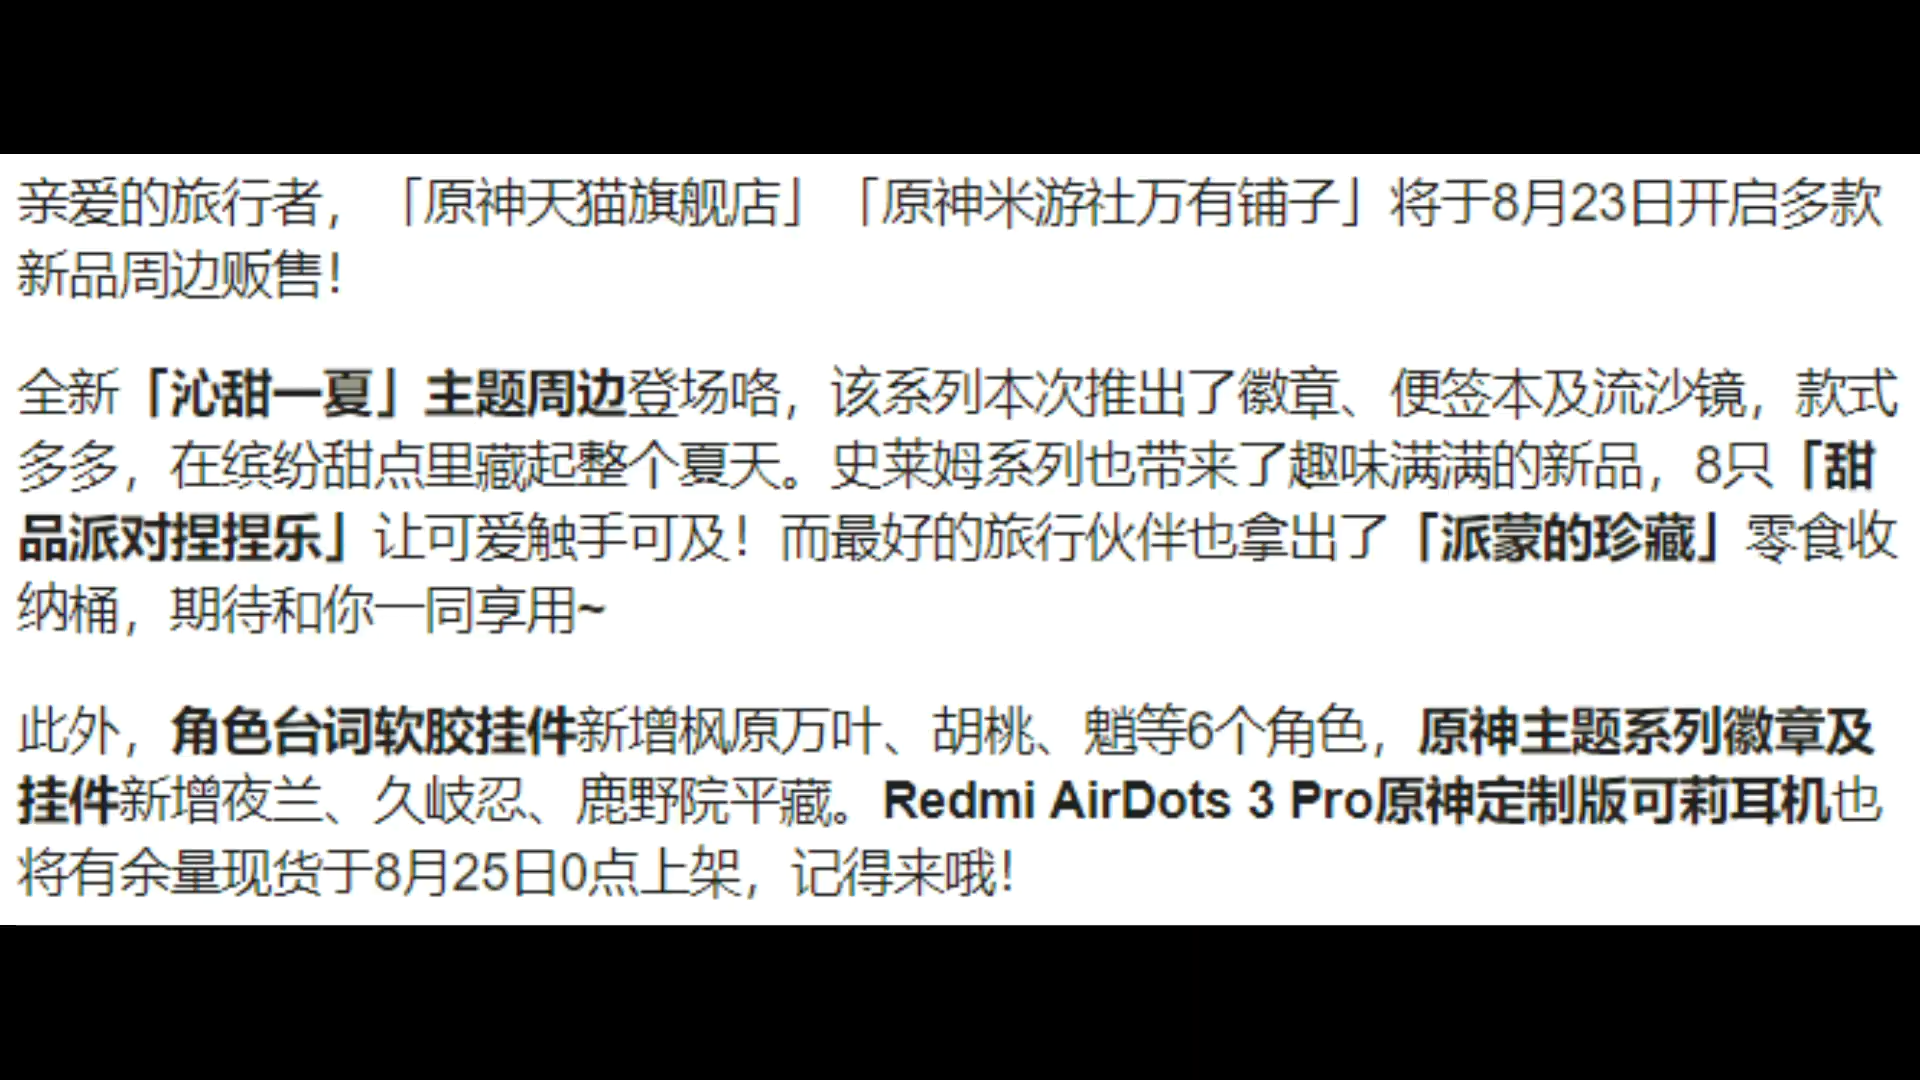 亲爱的旅行者，「原神天猫旗舰店」「原神米游社万有铺子」将于8月23日开启多款
新品周边贩售！
全新「沁甜一夏」主题周边登场咯，该系列本次推出了徽章、便签本及流沙镜，款式
多多，在缤纷甜点里藏起整个夏天。史莱姆系列也带来了趣味满满的新品，8只「甜
品派对捏捏乐」让可爱触手可及！而最好的旅行伙伴也拿出了「派蒙的珍藏」零食收
纳桶，期待和你一同享用~
此外，角色台词软胶挂件新增枫原万叶、胡桃、魈等6个角色，原神主题系列徽章及
挂件新增夜兰、久岐忍、鹿野院平藏。Redmi AirDots 3 Pro原神定制版可莉耳机也
将有余量现货于8月25日0点上架，记得来哦！